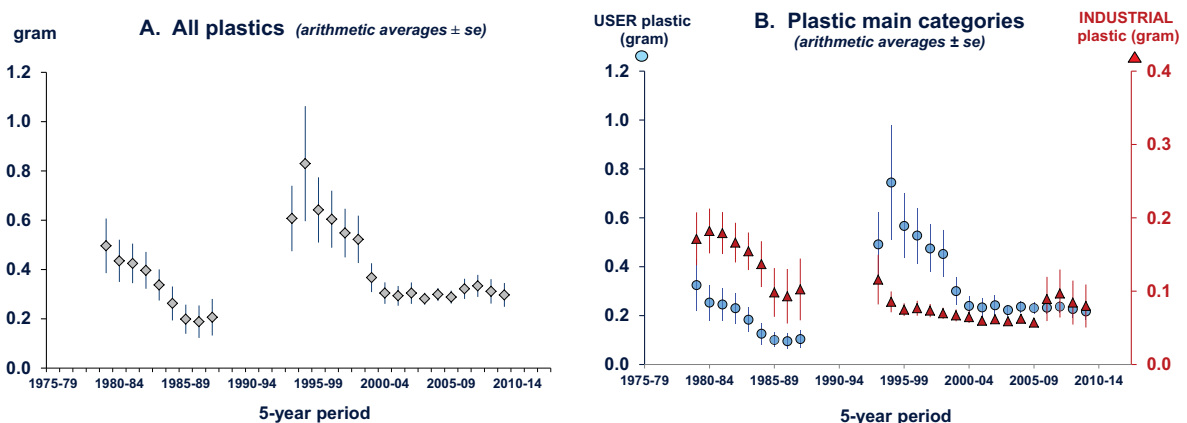 A. All plastics (arithmetic averages ± se)
gram
1.2
1.0
0.8
0.6
0.4
0.2
0.0
1975-79 1980-84 1985-89 1990-94 1995-99 2000-04 2005-09 2010-14
5-year period
USER plastic
(gram)
B. Plastic main categories
(arithmetic averages ± se)
INDUSTRIAL
plastic (gram)
1.2
1.0
0.8
0.6
0.4
0.2
0.0
0.4
0.3
0.2
0.1
0.0
1975-79 1980-84 1985-89 1990-94 1995-99 2000-04 2005-09 2010-14
5-year period